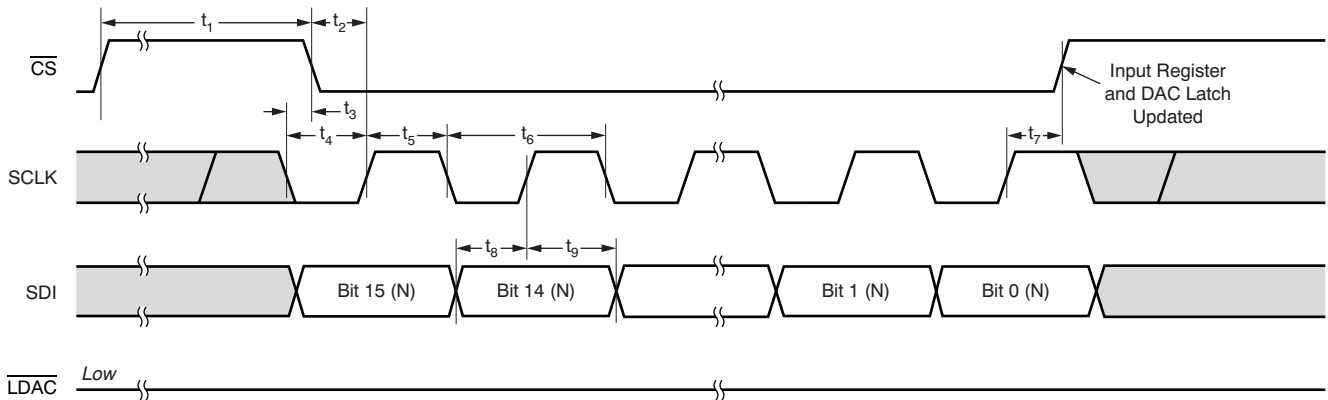 t1 t2
CS
Input Register
and DAC Latch
Updated
t3
t4 t5 t6 t7
SCLK
t8 t9
SDI Bit 15 (N) Bit 14 (N) Bit 1 (N) Bit 0 (N)
LDAC Low